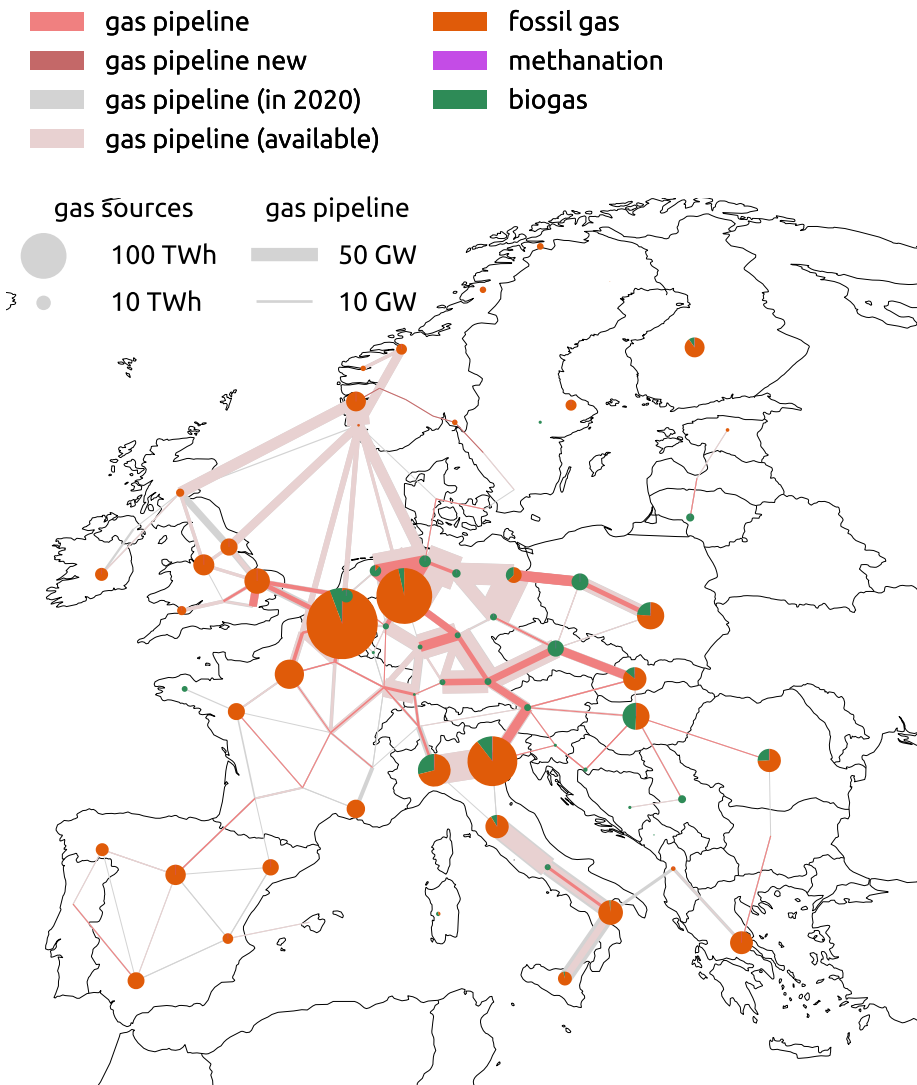 gas pipeline
gas pipeline new
gas pipeline (in 2020)
gas pipeline (available)
fossil gas
methanation
biogas
gas sources
100 TWh
10 TWh
gas pipeline
50 GW
10 GW